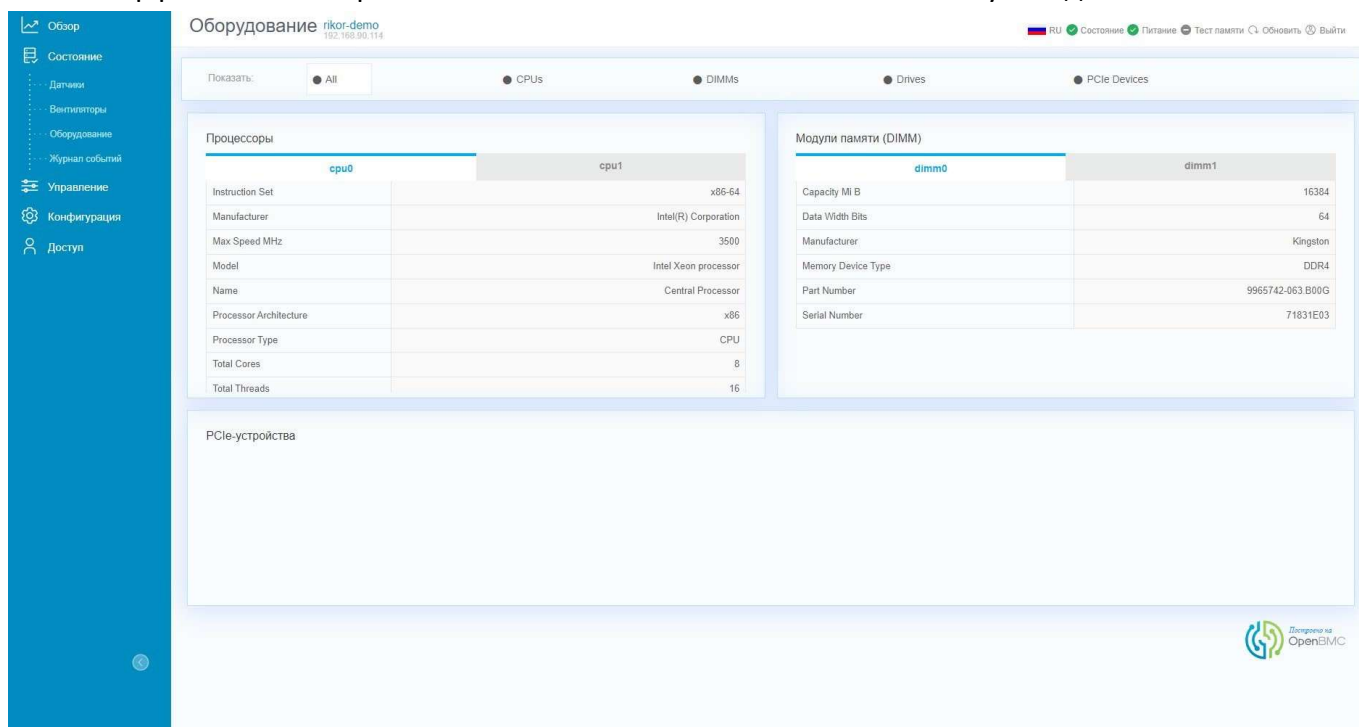 Обзор
Состояние
Датчики
Вентиляторы
Оборудование
Журнал событий
Управление
Конфигурация
Доступ
Оборудование rikor-demo
192.168.90.114
RU Состояние Питание Тест памяти Обновить Выйти
Показать: All CPUs DIMMs Drives PCIe Devices
Процессоры
cpu0 cpu1
Instruction Set x86-64
Manufacturer Intel(R) Corporation
Max Speed MHz 3500
Model Intel Xeon processor
Name Central Processor
Processor Architecture x86
Processor Type CPU
Total Cores 8
Total Threads 16
Модули памяти (DIMM)
dimm0 dimm1
Capacity Mi B 16384
Data Width Bits 64
Manufacturer Kingston
Memory Device Type DDR4
Part Number 9965742-063.B00G
Serial Number 71831E03
PCIe-устройства
Построено на
OpenBMC